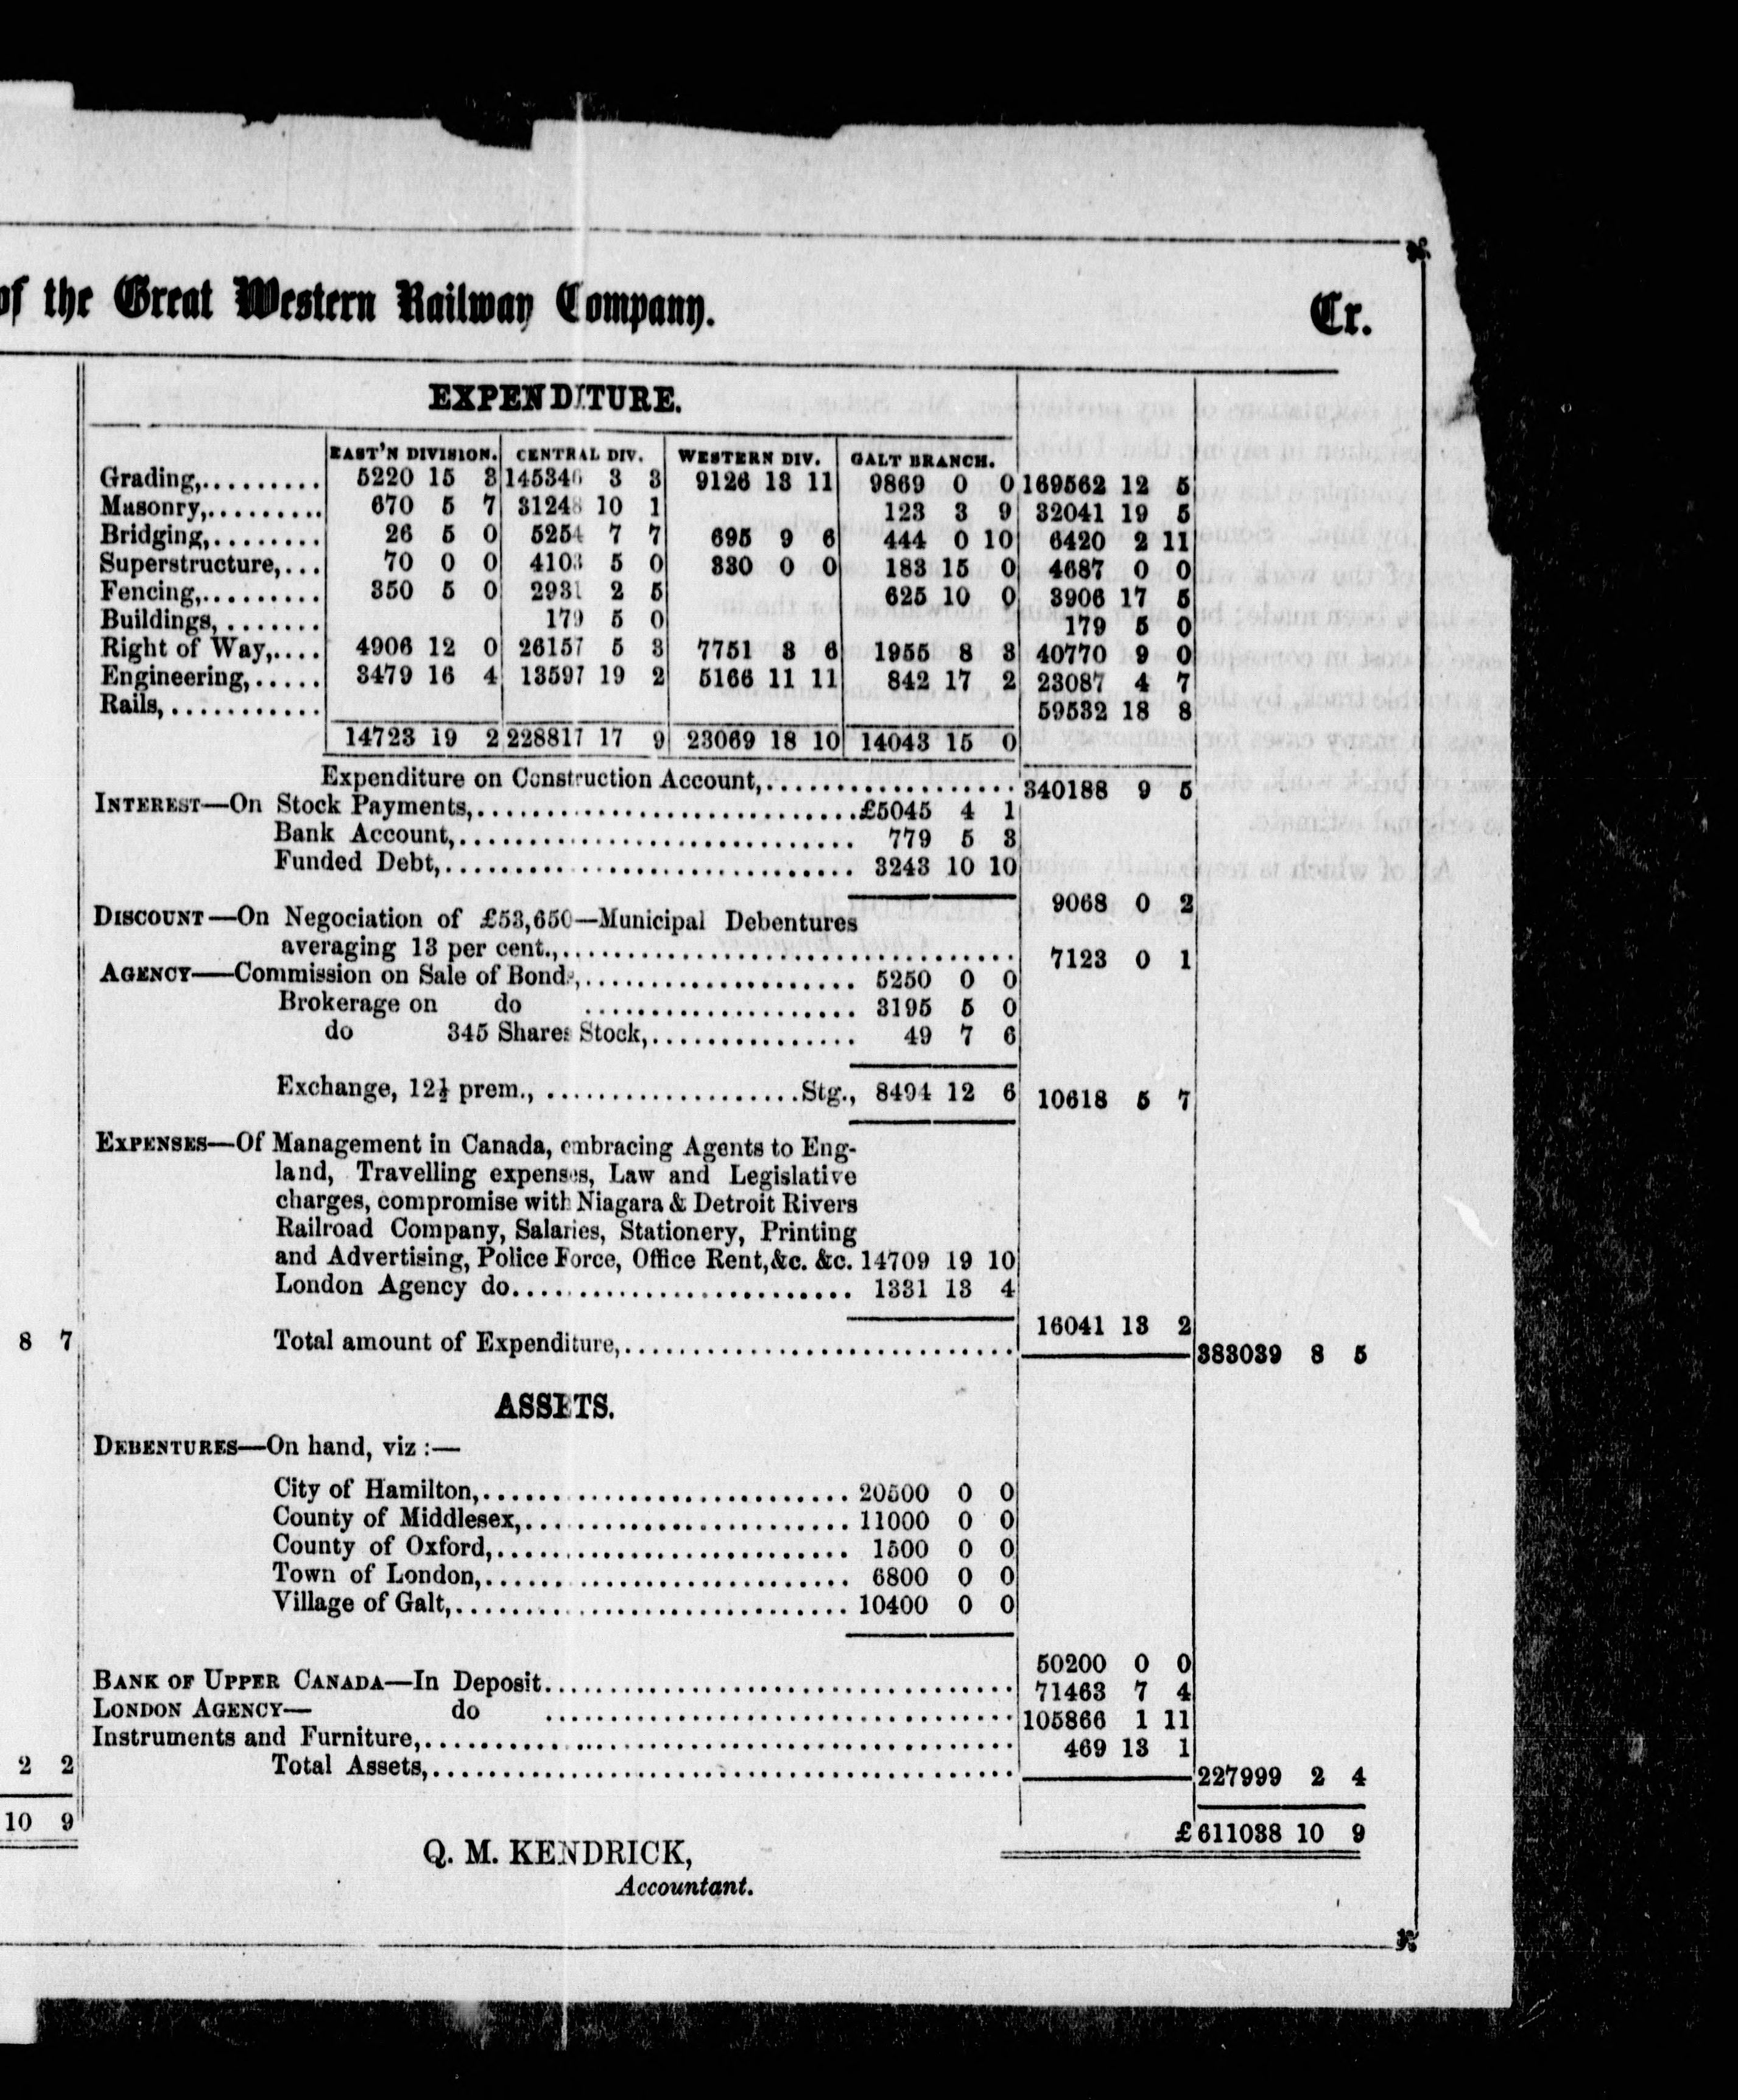 of the Great Western Railway Company. Cr.
EXPENDITURE.
EAST'N DIVISION. CENTRAL DIV. WESTERN DIV. GALT BRANCH.
Grading,......... 5220 15 3 145346 3 3 9126 13 11 9869 0 0 169562 12 5
Masonry,......... 670 5 7 31248 10 1 123 3 9 32041 19 5
Bridging,........ 26 5 0 5254 7 7 695 9 6 444 0 10 6420 2 11
Superstructure,... 70 0 0 4103 5 0 330 0 0 183 15 0 4687 0 0
Fencing,......... 350 5 0 2931 2 5 625 10 0 3906 17 5
Buildings, ....... 179 5 0 179 5 0
Right of Way,.... 4906 12 0 26157 5 3 7751 3 6 1955 8 3 40770 9 0
Engineering,..... 3479 16 4 13597 19 2 5166 11 11 842 17 2 23087 4 7
Rails,............ 59532 18 8
14723 19 2 228817 17 9 23069 18 10 14043 15 0
Expenditure on Construction Account,.................. 340188 9 5
INTEREST—On Stock Payments,.............................. £5045 4 1
Bank Account,.............................. 779 5 3
Funded Debt,.............................. 3243 10 10
9068 0 2
DISCOUNT—On Negociation of £53,650—Municipal Debentures
averaging 13 per cent.,................................ 7123 0 1
AGENCY—Commission on Sale of Bonds,..................... 5250 0 0
Brokerage on do ..................... 3195 5 0
do 345 Shares Stock,................ 49 7 6
Exchange, 12½ prem., ....................Stg., 8494 12 6 10618 5 7
EXPENSES—Of Management in Canada, embracing Agents to Eng-
land, Travelling expenses, Law and Legislative
charges, compromise with Niagara & Detroit Rivers
Railroad Company, Salaries, Stationery, Printing
and Advertising, Police Force, Office Rent,&c. &c. 14709 19 10
London Agency do.......................... 1331 13 4
16041 13 2
8 7 Total amount of Expenditure,............................ 383039 8 5
ASSETS.
DEBENTURES—On hand, viz :—
City of Hamilton,............................. 20500 0 0
County of Middlesex,.......................... 11000 0 0
County of Oxford,............................ 1500 0 0
Town of London,............................. 6800 0 0
Village of Galt,.............................. 10400 0 0
50200 0 0
BANK OF UPPER CANADA—In Deposit.................................. 71463 7 4
LONDON AGENCY— do .................................. 105866 1 11
Instruments and Furniture,.......................................... 469 13 1
2 2 Total Assets,.......................................... 227999 2 4
10 9 £611038 10 9
Q. M. KENDRICK,
Accountant.